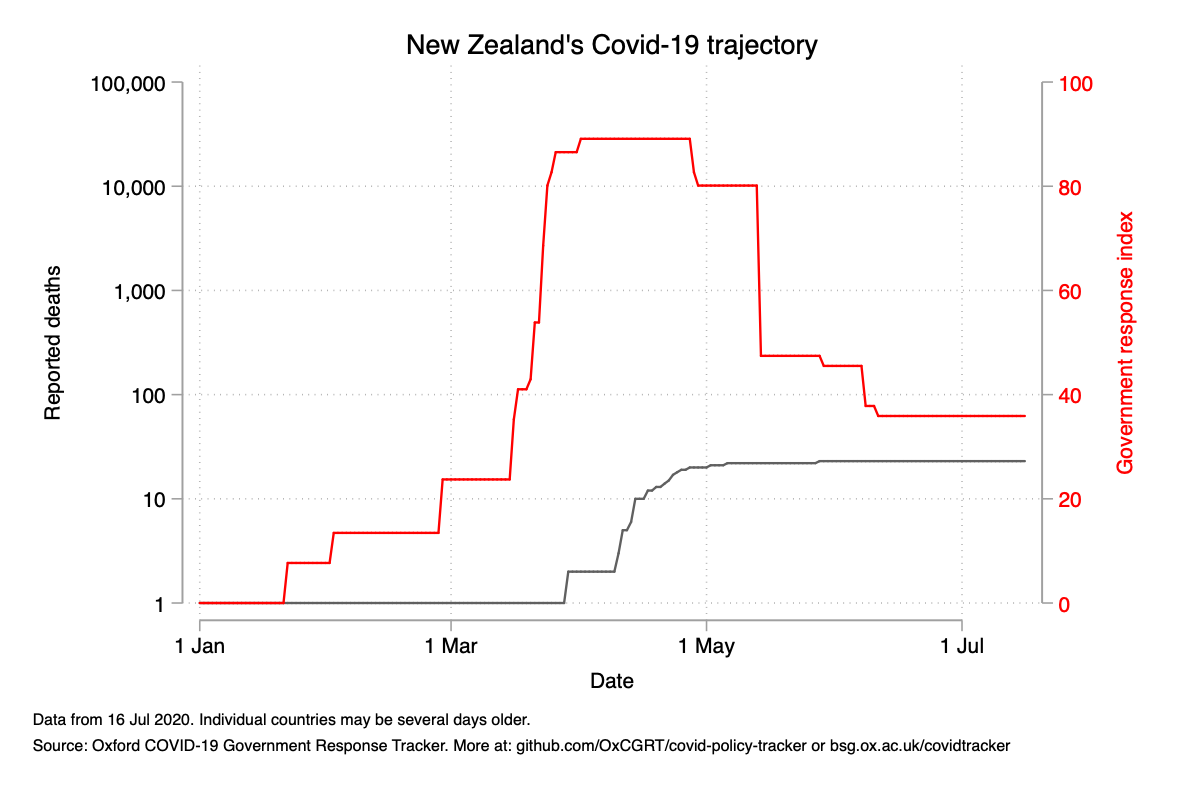 New Zealand's Covid-19 trajectory
100,000
10,000
1,000
100
10
1
Reported deaths
100
80
60
40
20
0
Government response index
1 Jan
1 Mar
1 May
1 Jul
Date
Data from 16 Jul 2020. Individual countries may be several days older.
Source: Oxford COVID-19 Government Response Tracker. More at: github.com/OxCGRT/covid-policy-tracker or bsg.ox.ac.uk/covidtracker